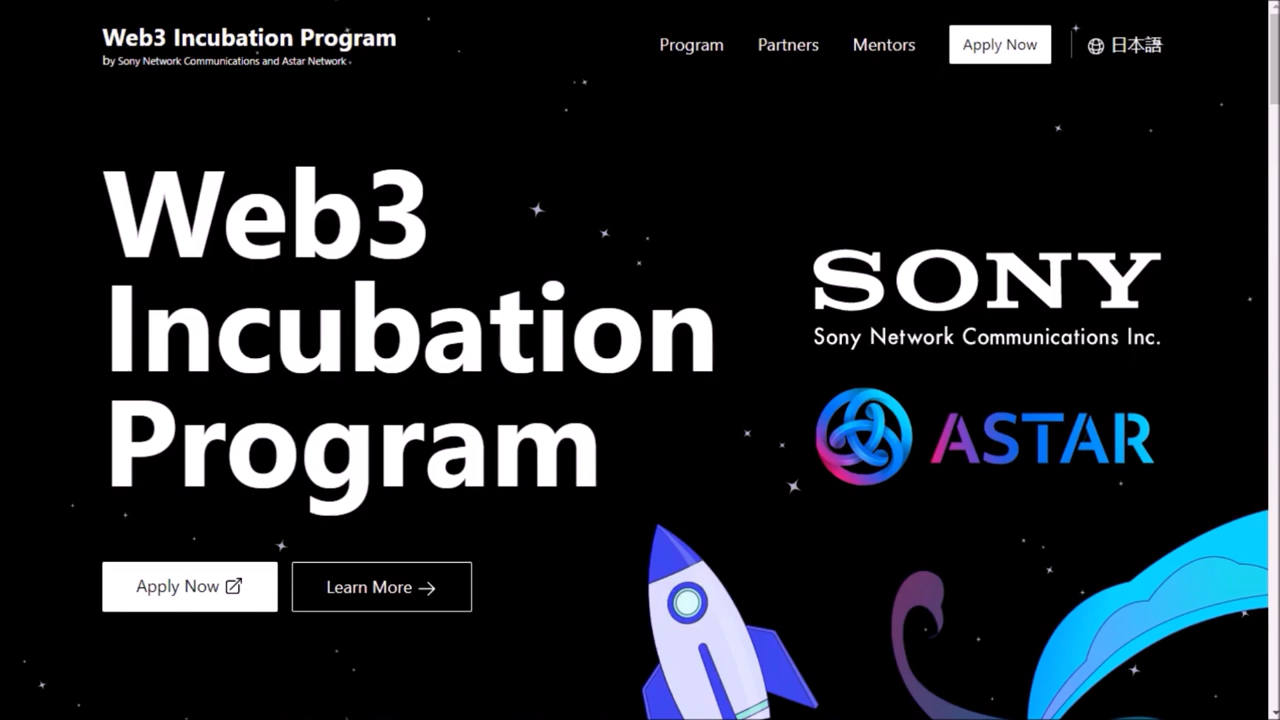 Web3 Incubation Program
by Sony Network Communications and Astar Network
Program
Partners
Mentors
Apply Now
日本語
Web3
Incubation
Program
SONY
Sony Network Communications Inc.
ASTAR
Apply Now
Learn More